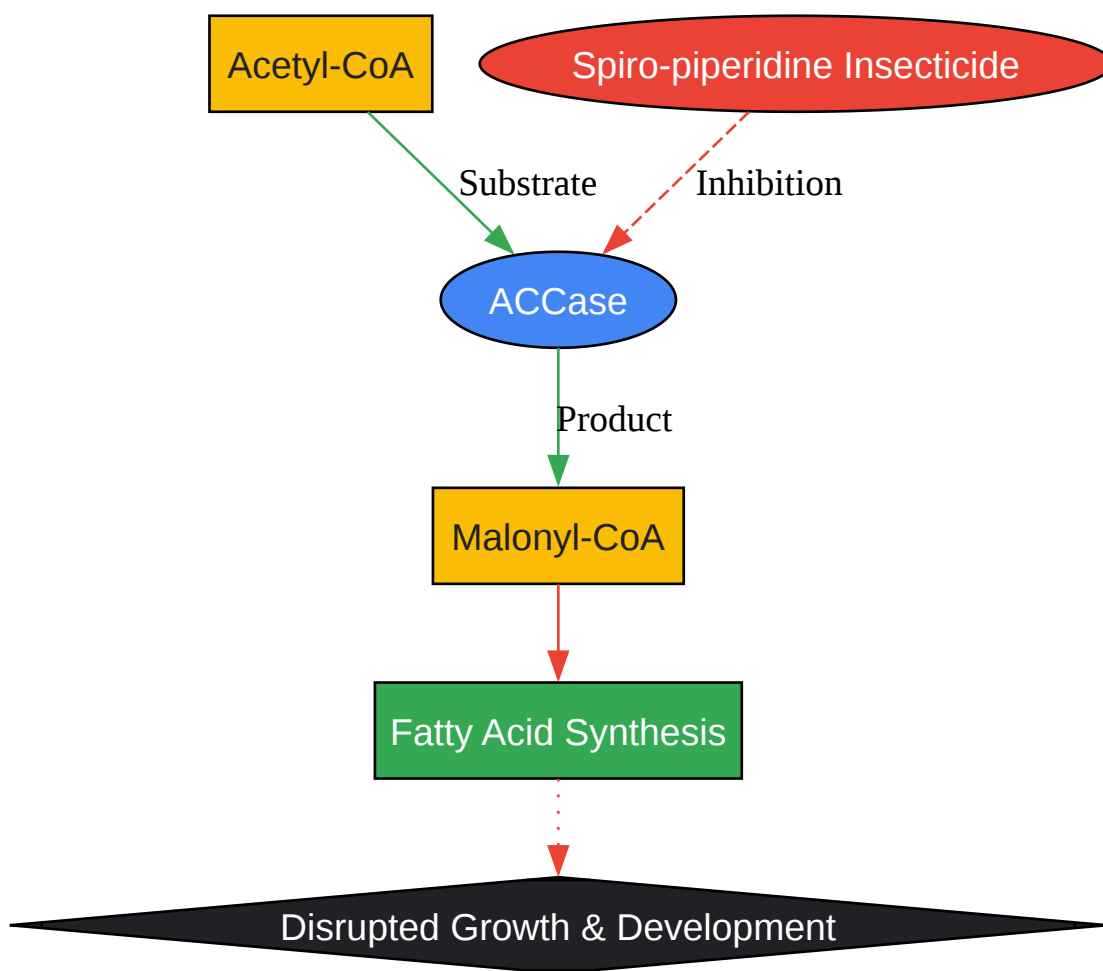 Acetyl-CoA
Spiro-piperidine Insecticide
Substrate
Inhibition
ACCase
Product
Malonyl-CoA
Fatty Acid Synthesis
Disrupted Growth & Development